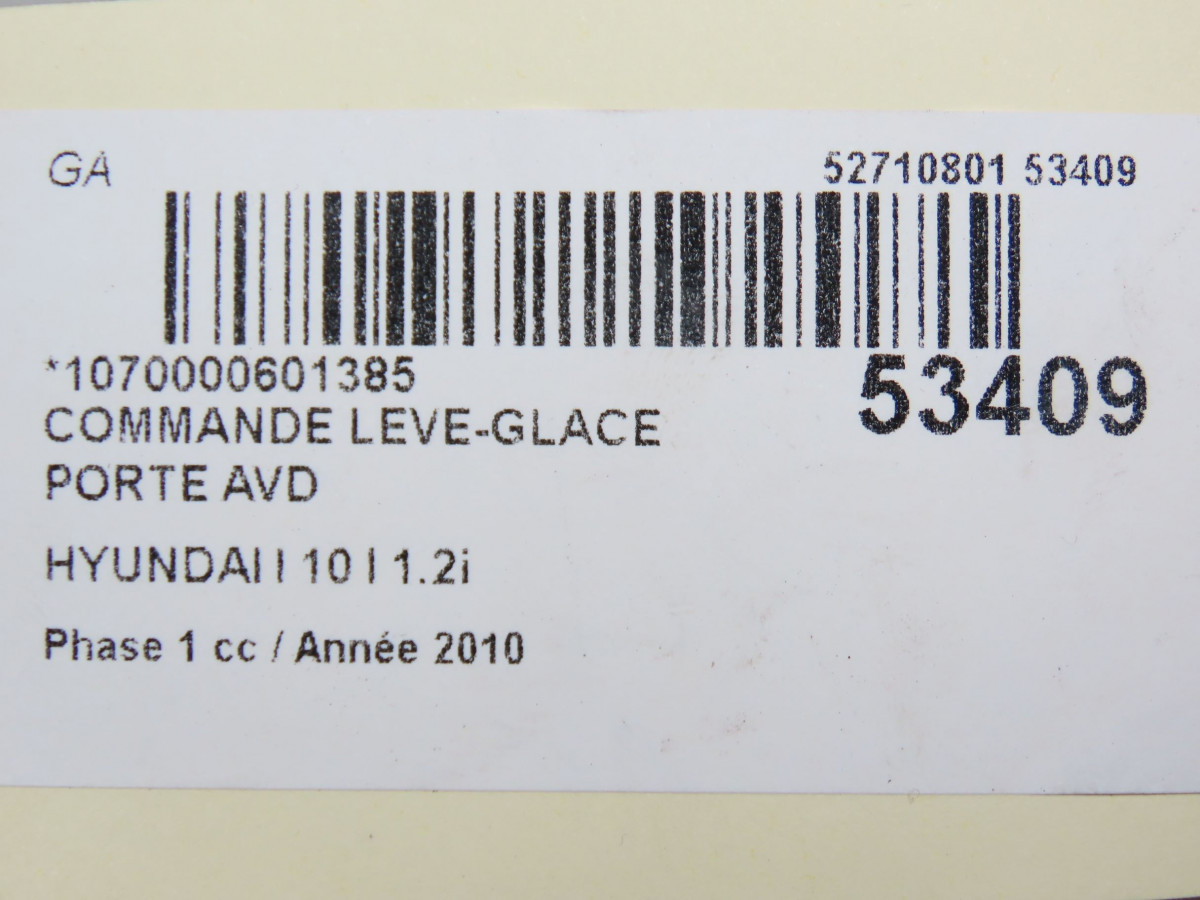 GA 52710801 53409
*1070000601385 53409
COMMANDE LEVE-GLACE
PORTE AVD
HYUNDAI I 10 I 1.2i
Phase 1 cc / Année 2010